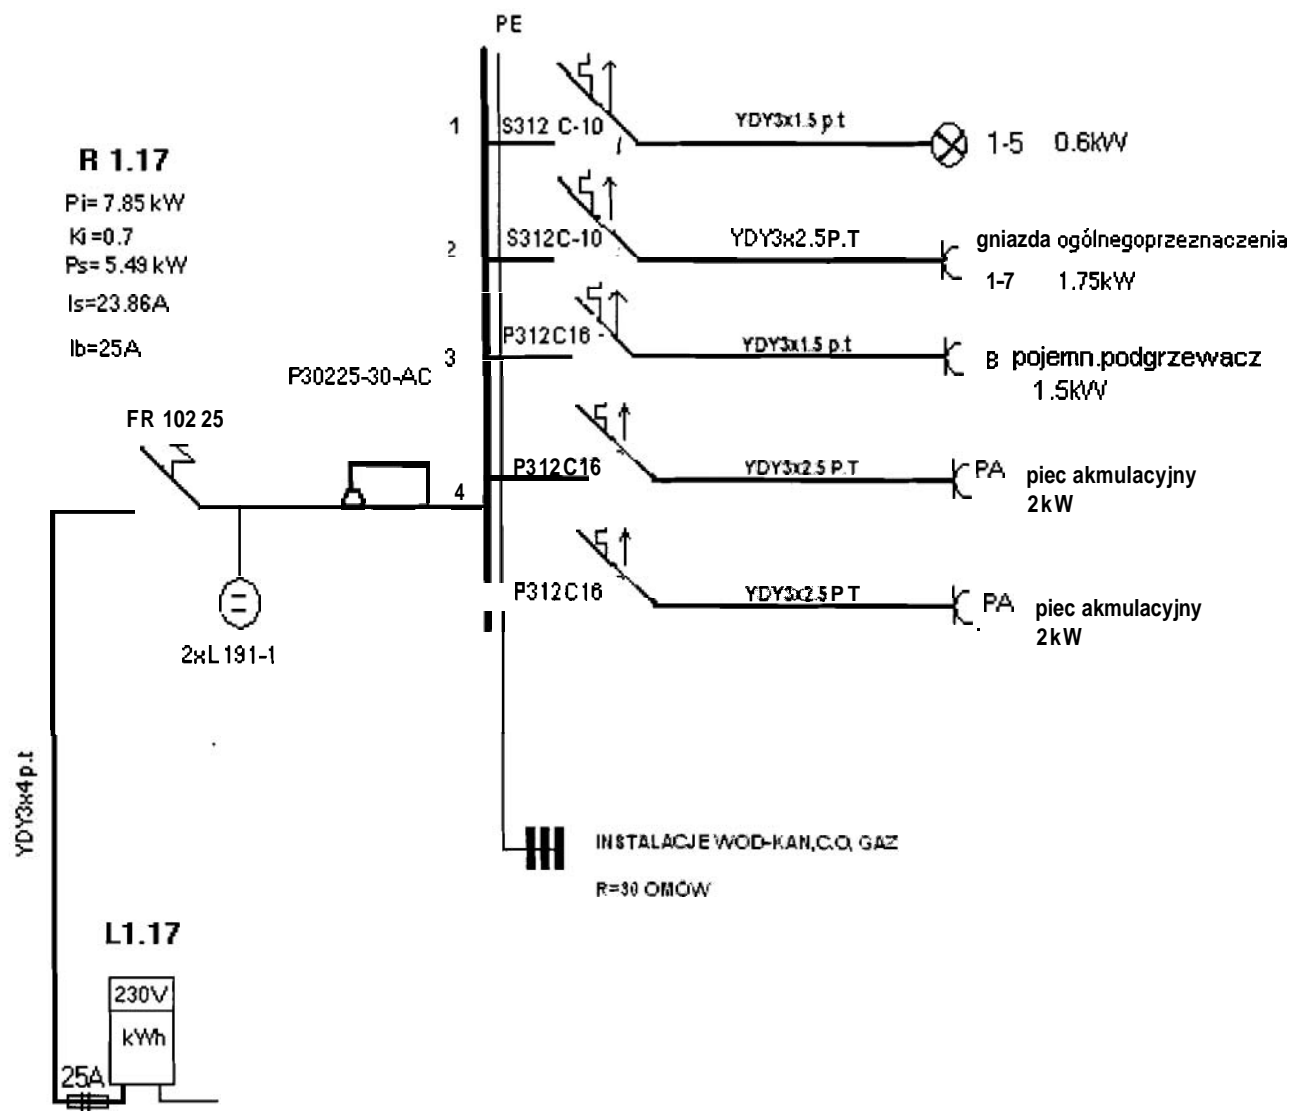 PE
1
S312 C-10
YDY3x1.5 p.t
1-5 0.6kW
R 1.17
Pi= 7.85 kW
Ki =0.7
Ps= 5.49 kW
Is=23.86A
Ib=25A
2
S312C-10
YDY3x2.5P.T
gniazda ogólnegoprzeznaczenia
1-7 1.75kW
3
P312C16 -
YDY3x1.5 p.t
B pojemn.podgrzewacz
1.5kW
P30225-30-AC
FR 102 25
4
P312C16
YDY3x2.5 P.T
PA piec akmulacyjny
2kW
P312C16
YDY3x2.5 P T
PA piec akmulacyjny
2kW
2xL191-1
YDY3x4p.t
INSTALACJE WOD-KAN,C.O, GAZ
R=30 OMÓW
L1.17
230V
kWh
25A